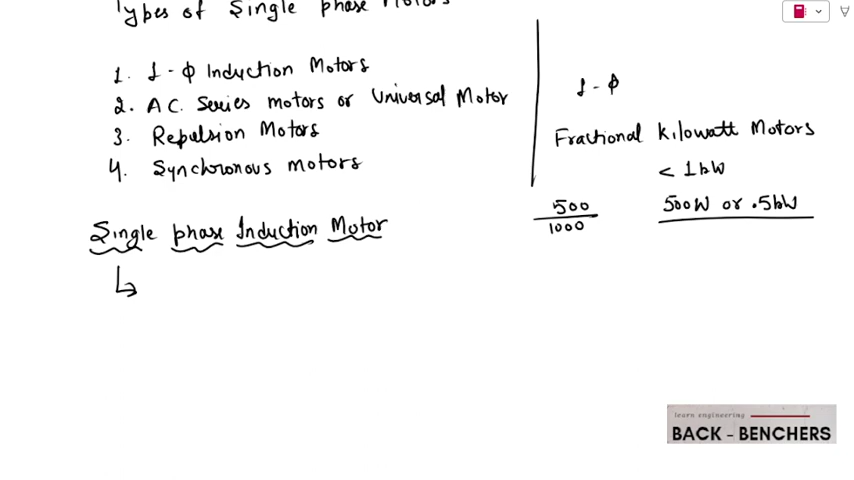 Types of Single phase Motors
1. 1-ф Induction Motors
2. AC. Series motors or Universal Motor
3. Repulsion Motors
4. Synchronous motors
1-ф
Fractional kilowatt Motors
< 1kW
500
1000
500W or .5kW
Single phase Induction Motor
learn engineering
BACK - BENCHERS